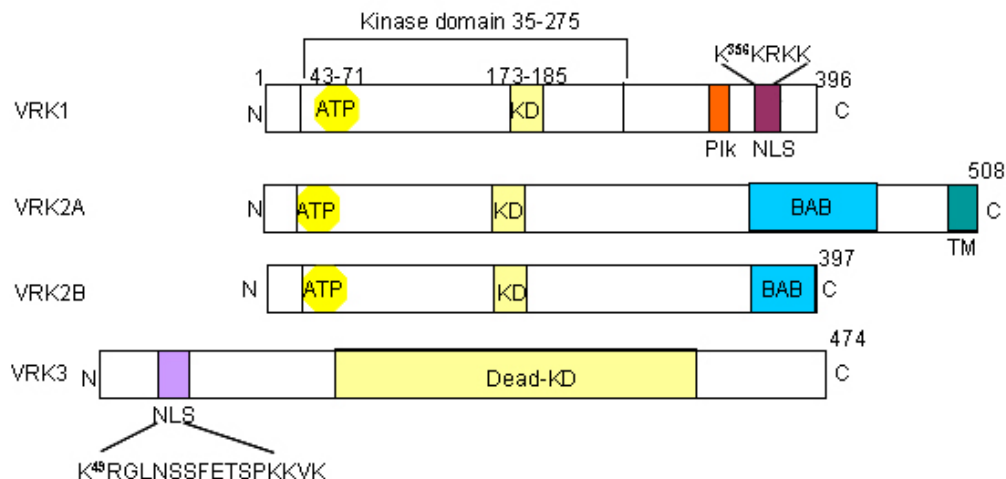 Kinase domain 35-275
K³⁵⁶KRKK
1 43-71 173-185 396
VRK1 N ATP KD C
Plk NLS
508
VRK2A N ATP KD BAB C
TM
397
VRK2B N ATP KD BAB C
474
VRK3 N Dead-KD C
NLS
K⁴⁹RGLNSSFETSPKKVK